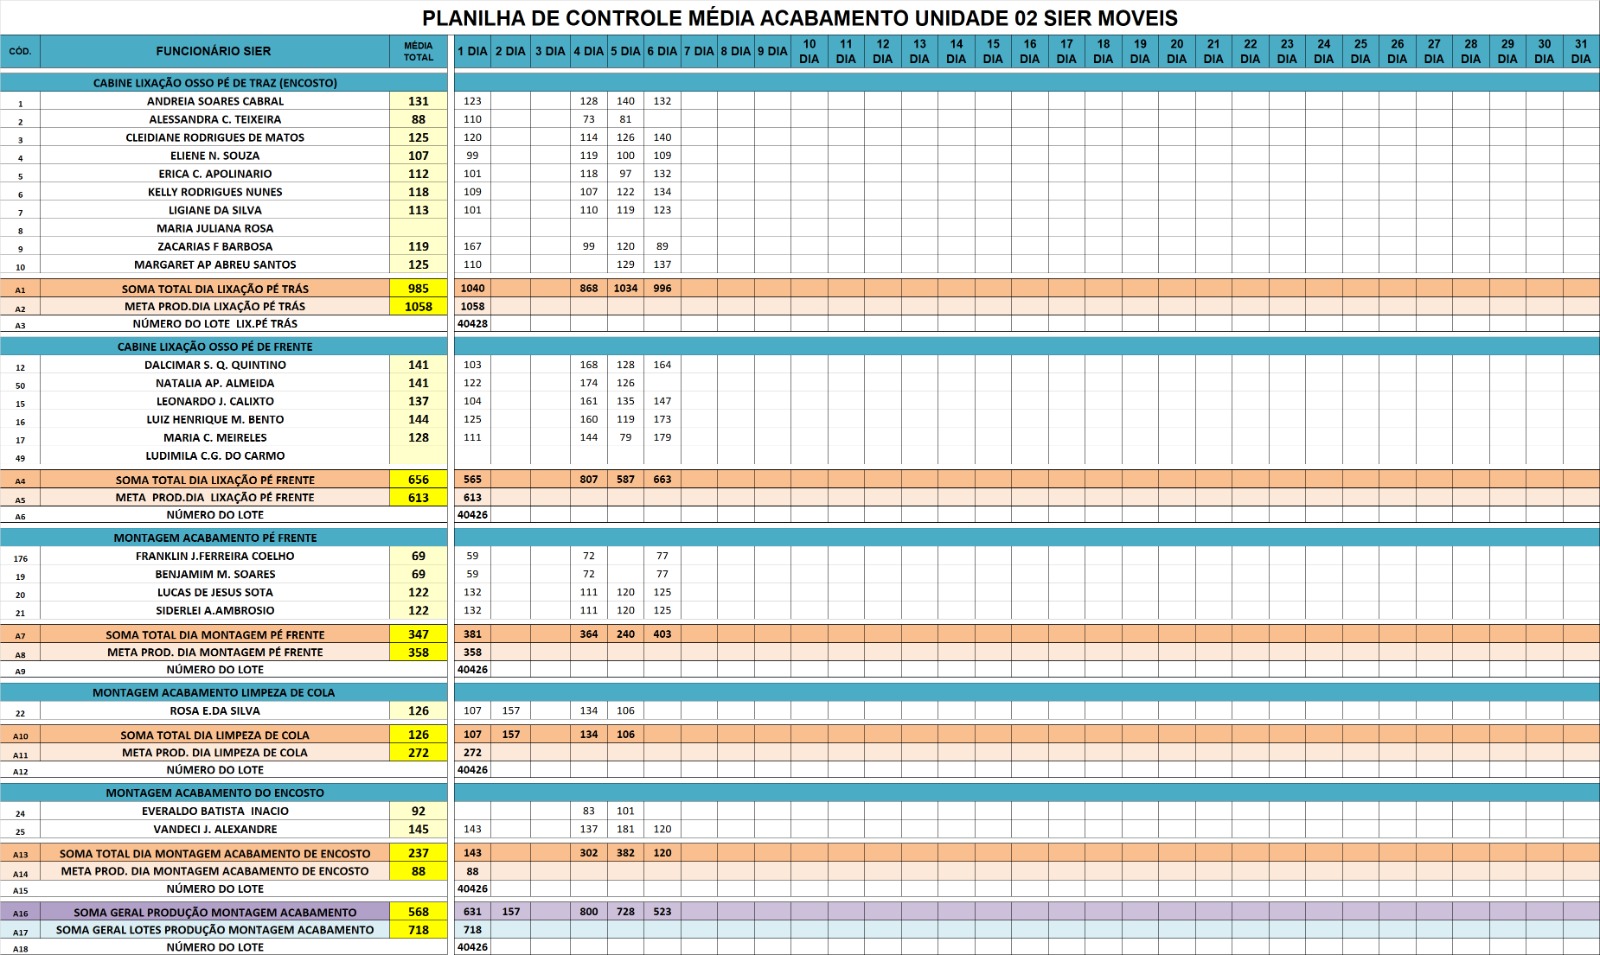 PLANILHA DE CONTROLE MÉDIA ACABAMENTO UNIDADE 02 SIER MOVEIS
CÓD. FUNCIONÁRIO SIER MÉDIA TOTAL 1 DIA 2 DIA 3 DIA 4 DIA 5 DIA 6 DIA 7 DIA 8 DIA 9 DIA 10 DIA 11 DIA 12 DIA 13 DIA 14 DIA 15 DIA 16 DIA 17 DIA 18 DIA 19 DIA 20 DIA 21 DIA 22 DIA 23 DIA 24 DIA 25 DIA 26 DIA 27 DIA 28 DIA 29 DIA 30 DIA 31 DIA
CABINE LIXAÇÃO OSSO PÉ DE TRAZ (ENCOSTO)
1 ANDREIA SOARES CABRAL 131 123 128 140 132
2 ALESSANDRA C. TEIXEIRA 88 110 73 81
3 CLEIDIANE RODRIGUES DE MATOS 125 120 114 126 140
4 ELIENE N. SOUZA 107 99 119 100 109
5 ERICA C. APOLINARIO 112 101 118 97 132
6 KELLY RODRIGUES NUNES 118 109 107 122 134
7 LIGIANE DA SILVA 113 101 110 119 123
8 MARIA JULIANA ROSA
9 ZACARIAS F BARBOSA 119 167 99 120 89
10 MARGARET AP ABREU SANTOS 125 110 129 137
A1 SOMA TOTAL DIA LIXAÇÃO PÉ TRÁS 985 1040 868 1034 996
A2 META PROD.DIA LIXAÇÃO PÉ TRÁS 1058 1058
A3 NÚMERO DO LOTE LIX.PÉ TRÁS 40428
CABINE LIXAÇÃO OSSO PÉ DE FRENTE
12 DALCIMAR S. Q. QUINTINO 141 103 168 128 164
50 NATALIA AP. ALMEIDA 141 122 174 126
15 LEONARDO J. CALIXTO 137 104 161 135 147
16 LUIZ HENRIQUE M. BENTO 144 125 160 119 173
17 MARIA C. MEIRELES 128 111 144 79 179
49 LUDIMILA C.G. DO CARMO
A4 SOMA TOTAL DIA LIXAÇÃO PÉ FRENTE 656 565 807 587 663
A5 META PROD.DIA LIXAÇÃO PÉ FRENTE 613 613
A6 NÚMERO DO LOTE 40426
MONTAGEM ACABAMENTO PÉ FRENTE
176 FRANKLIN J.FERREIRA COELHO 69 59 72 77
19 BENJAMIM M. SOARES 69 59 72 77
20 LUCAS DE JESUS SOTA 122 132 111 120 125
21 SIDERLEI A.AMBROSIO 122 132 111 120 125
A7 SOMA TOTAL DIA MONTAGEM PÉ FRENTE 347 381 364 240 403
A8 META PROD. DIA MONTAGEM PÉ FRENTE 358 358
A9 NÚMERO DO LOTE 40426
MONTAGEM ACABAMENTO LIMPEZA DE COLA
22 ROSA E.DA SILVA 126 107 157 134 106
A10 SOMA TOTAL DIA LIMPEZA DE COLA 126 107 157 134 106
A11 META PROD. DIA LIMPEZA DE COLA 272 272
A12 NÚMERO DO LOTE 40426
MONTAGEM ACABAMENTO DO ENCOSTO
24 EVERALDO BATISTA INACIO 92 83 101
25 VANDECI J. ALEXANDRE 145 143 137 181 120
A13 SOMA TOTAL DIA MONTAGEM ACABAMENTO DE ENCOSTO 237 143 302 382 120
A14 META PROD. DIA MONTAGEM ACABAMENTO DE ENCOSTO 88 88
A15 NÚMERO DO LOTE 40426
A16 SOMA GERAL PRODUÇÃO MONTAGEM ACABAMENTO 568 631 157 800 728 523
A17 SOMA GERAL LOTES PRODUÇÃO MONTAGEM ACABAMENTO 718 718
A18 NÚMERO DO LOTE 40426